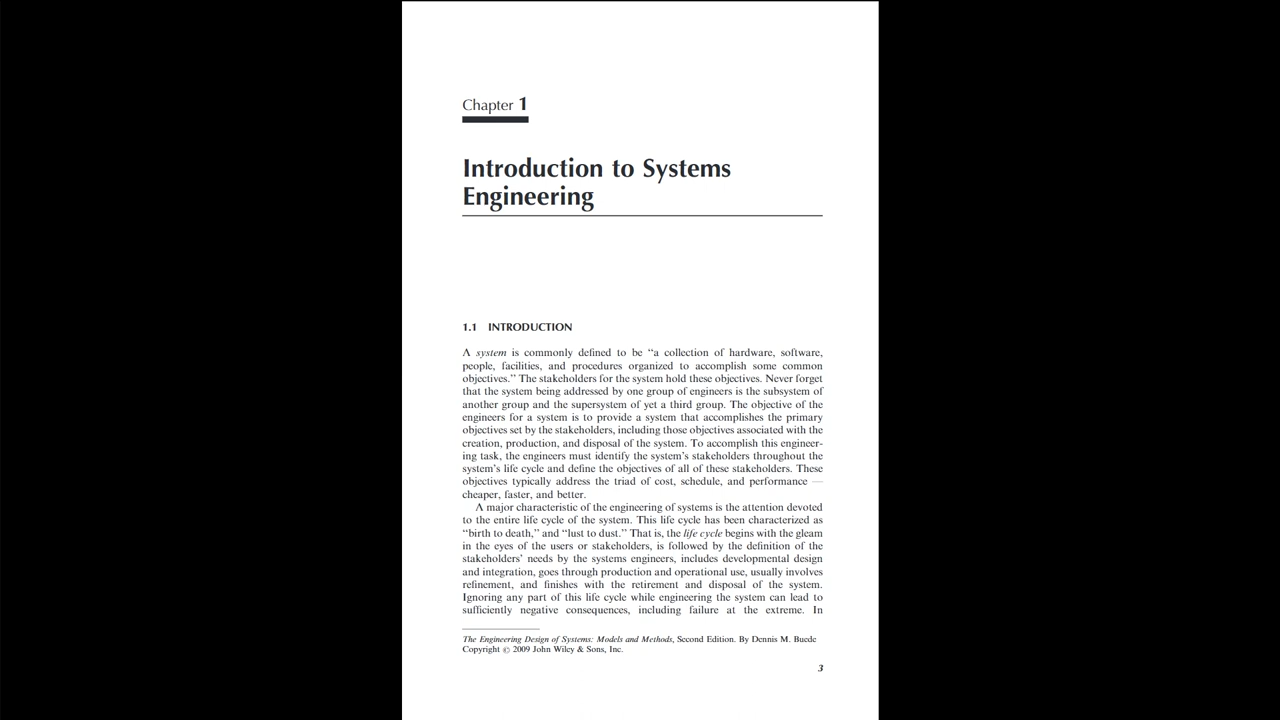 Chapter 1
Introduction to Systems
Engineering
1.1 INTRODUCTION
A system is commonly defined to be “a collection of hardware, software,
people, facilities, and procedures organized to accomplish some common
objectives.” The stakeholders for the system hold these objectives. Never forget
that the system being addressed by one group of engineers is the subsystem of
another group and the supersystem of yet a third group. The objective of the
engineers for a system is to provide a system that accomplishes the primary
objectives set by the stakeholders, including those objectives associated with the
creation, production, and disposal of the system. To accomplish this engineer-
ing task, the engineers must identify the system’s stakeholders throughout the
system’s life cycle and define the objectives of all of these stakeholders. These
objectives typically address the triad of cost, schedule, and performance —
cheaper, faster, and better.
A major characteristic of the engineering of systems is the attention devoted
to the entire life cycle of the system. This life cycle has been characterized as
“birth to death,” and “lust to dust.” That is, the life cycle begins with the gleam
in the eyes of the users or stakeholders, is followed by the definition of the
stakeholders’ needs by the systems engineers, includes developmental design
and integration, goes through production and operational use, usually involves
refinement, and finishes with the retirement and disposal of the system.
Ignoring any part of this life cycle while engineering the system can lead to
sufficiently negative consequences, including failure at the extreme. In
The Engineering Design of Systems: Models and Methods, Second Edition. By Dennis M. Buede
Copyright © 2009 John Wiley & Sons, Inc.
3